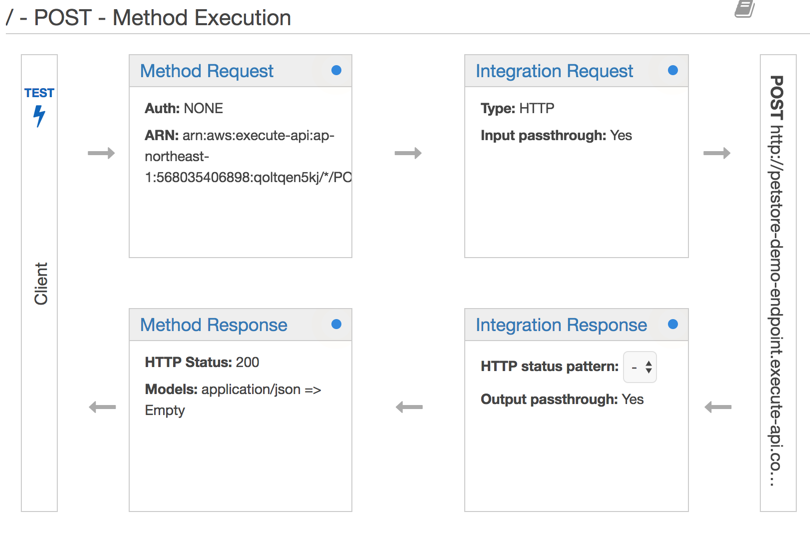 / - POST - Method Execution
TEST
Client
Method Request
Auth: NONE
ARN: arn:aws:execute-api:ap-
northeast-
1:568035406898:qoltqen5kj/*/PO
Integration Request
Type: HTTP
Input passthrough: Yes
POST http://petstore-demo-endpoint.execute-api.co...
Method Response
HTTP Status: 200
Models: application/json =>
Empty
Integration Response
HTTP status pattern: -
Output passthrough: Yes